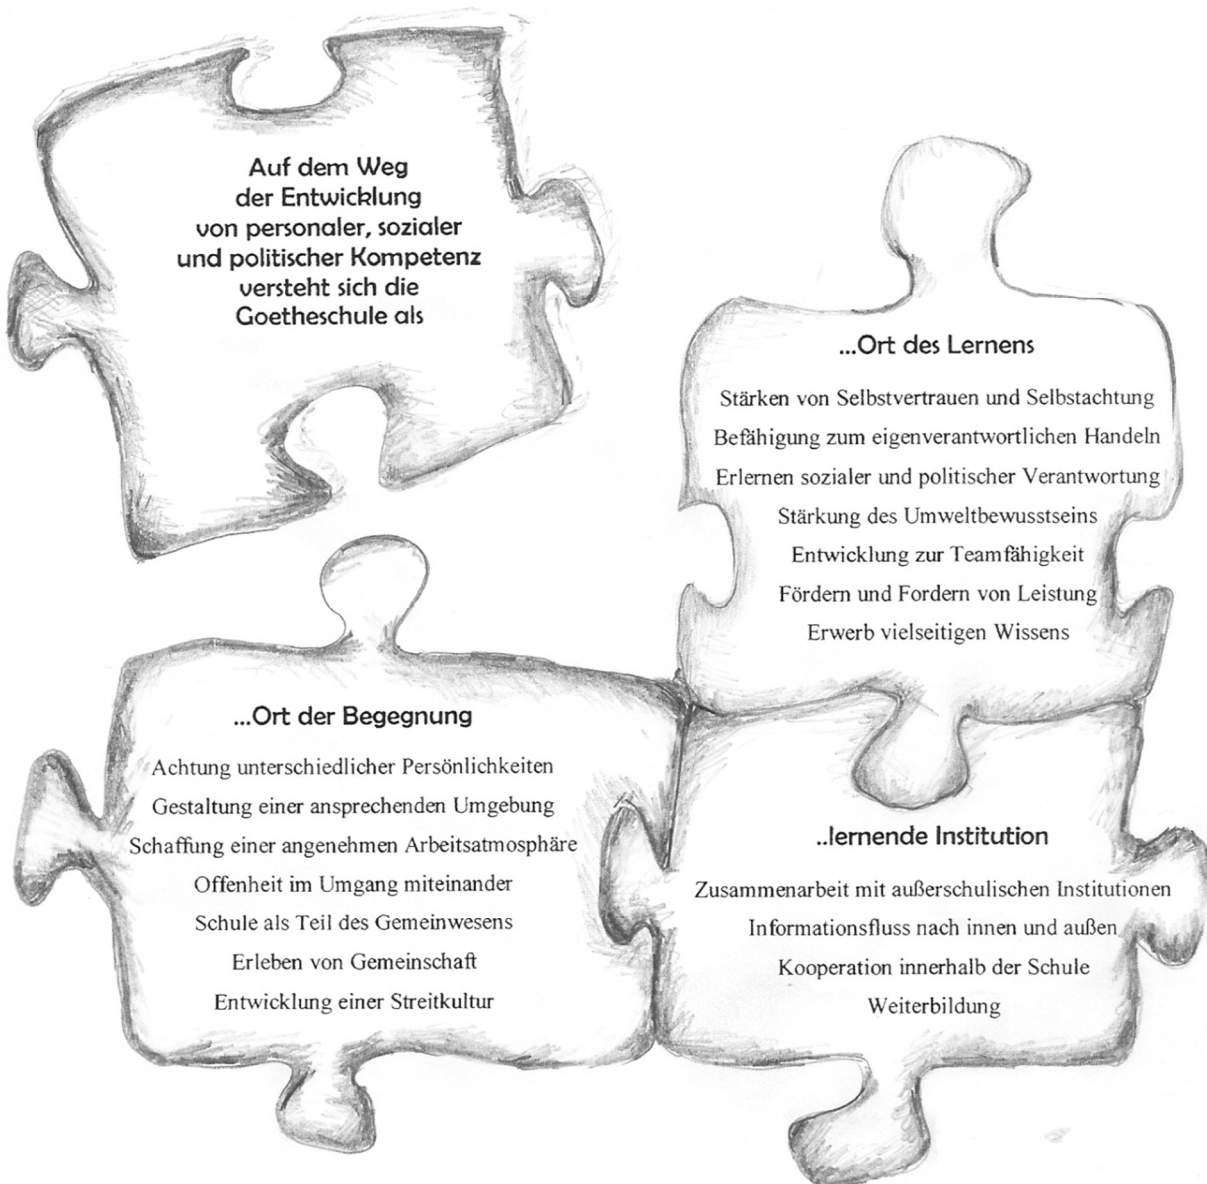 Auf dem Weg
der Entwicklung
von personaler, sozialer
und politischer Kompetenz
versteht sich die
Goetheschule als
...Ort des Lernens
Stärken von Selbstvertrauen und Selbstachtung
Befähigung zum eigenverantwortlichen Handeln
Erlernen sozialer und politischer Verantwortung
Stärkung des Umweltbewusstseins
Entwicklung zur Teamfähigkeit
Fördern und Fordern von Leistung
Erwerb vielseitigen Wissens
...Ort der Begegnung
Achtung unterschiedlicher Persönlichkeiten
Gestaltung einer ansprechenden Umgebung
Schaffung einer angenehmen Arbeitsatmosphäre
Offenheit im Umgang miteinander
Schule als Teil des Gemeinwesens
Erleben von Gemeinschaft
Entwicklung einer Streitkultur
..lernende Institution
Zusammenarbeit mit außerschulischen Institutionen
Informationsfluss nach innen und außen
Kooperation innerhalb der Schule
Weiterbildung